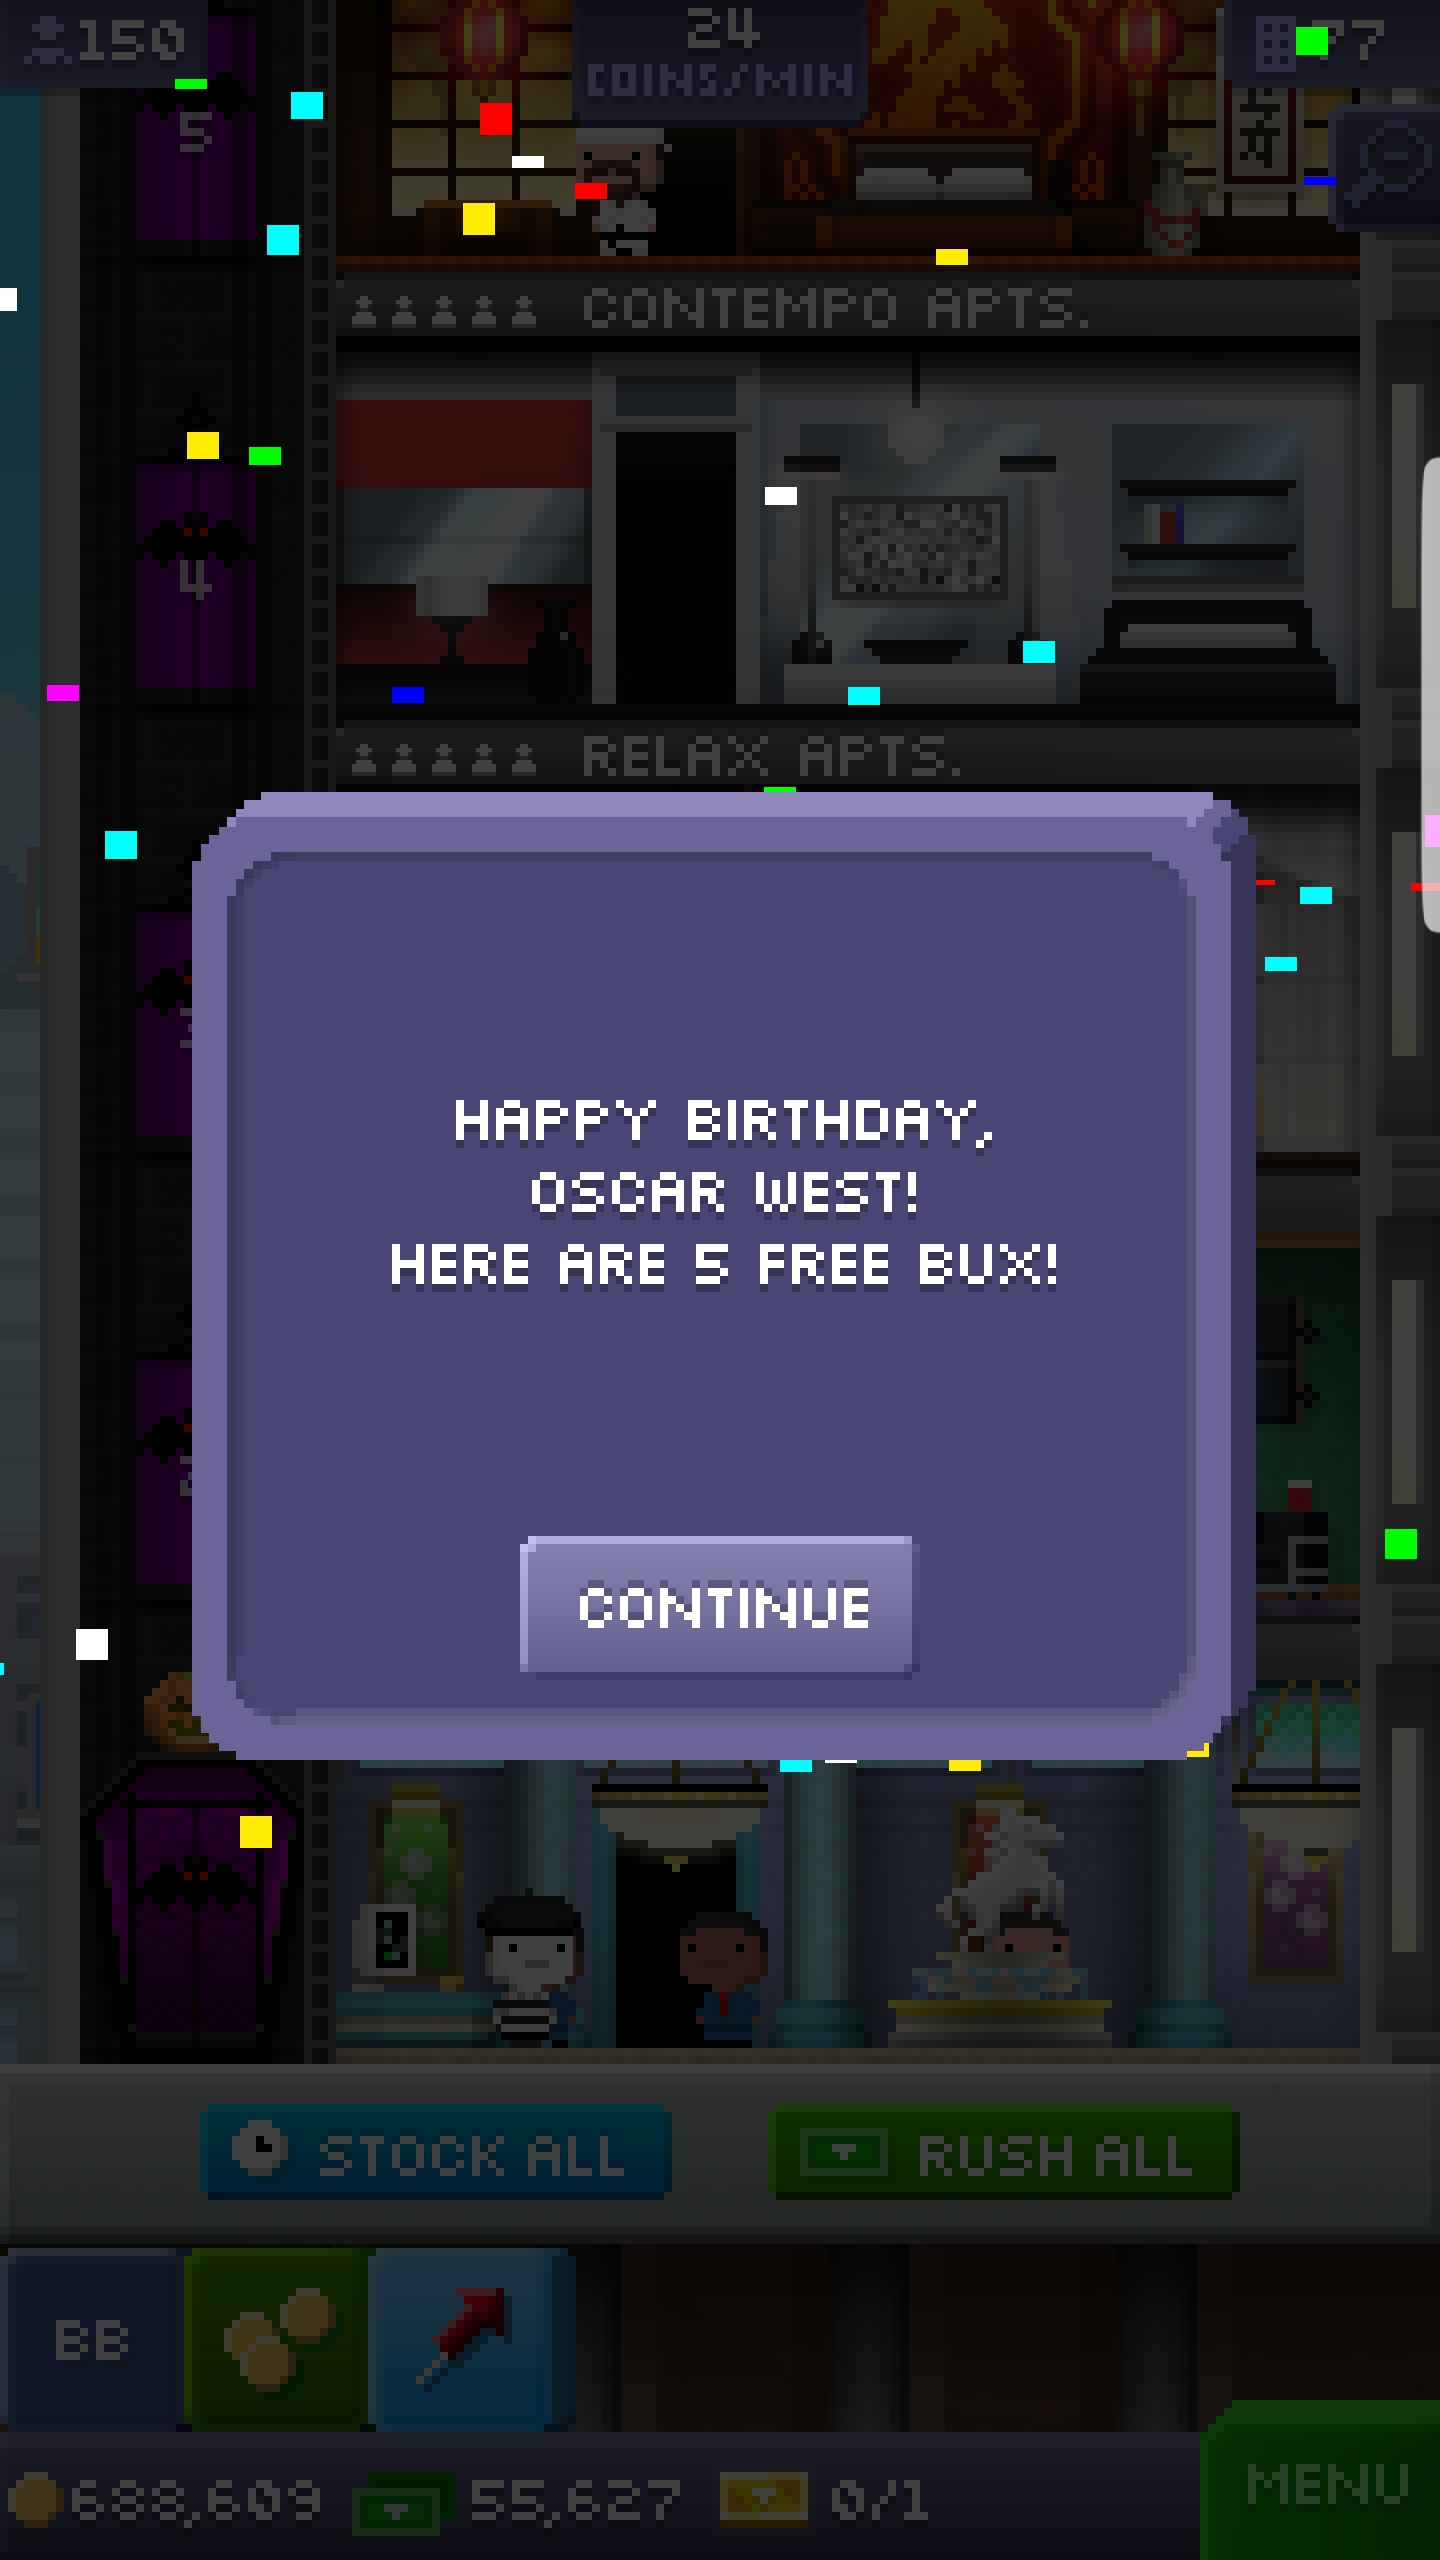 150
24
COINS/MIN
77
5
CONTEMPO APTS.
4
RELAX APTS.
HAPPY BIRTHDAY,
OSCAR WEST!
HERE ARE 5 FREE BUX!
CONTINUE
STOCK ALL
RUSH ALL
BB
688,609
55,627
0/1
MENU